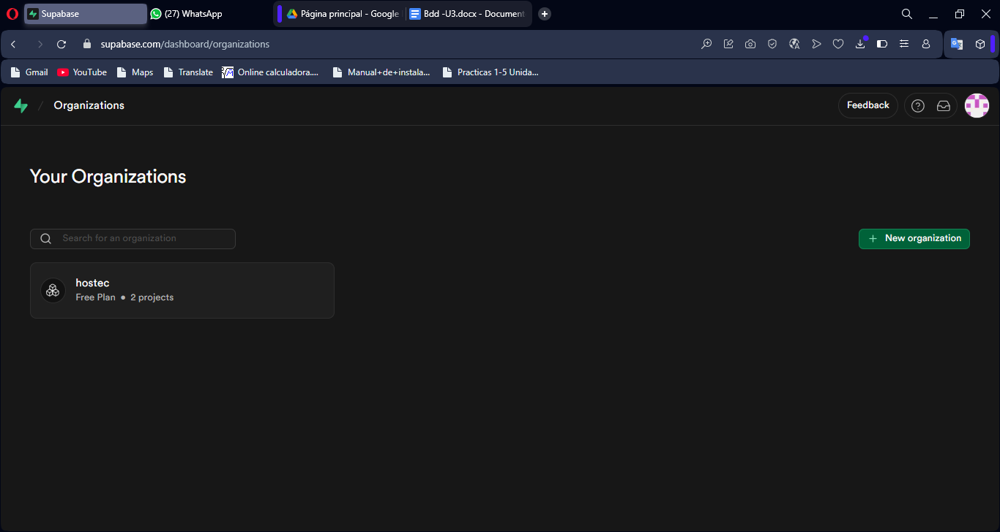 Supabase
(27) WhatsApp
Página principal - Google
Bdd -U3.docx - Document
supabase.com/dashboard/organizations
Gmail
YouTube
Maps
Translate
Online calculadora....
Manual+de+instala...
Practicas 1-5 Unida...
/ Organizations
Feedback
Your Organizations
Search for an organization
+ New organization
hostec
Free Plan • 2 projects